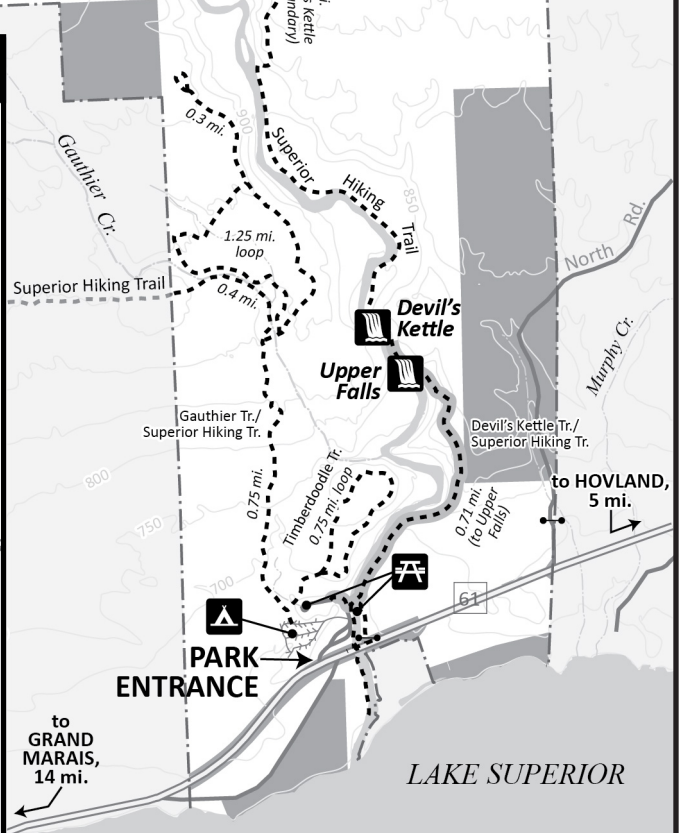 s Kettle
ndary)
0.3 mi.
900
Superior
Hiking
Trail
850
Gauthier Cr.
1.25 mi.
loop
Superior Hiking Trail
0.4 mi.
North Rd.
Murphy Cr.
Devil's
Kettle
Upper
Falls
Gauthier Tr./
Superior Hiking Tr.
Devil's Kettle Tr./
Superior Hiking Tr.
800
750
700
0.75 mi.
Timberdoodle Tr.
0.75 mi. loop
0.71 mi.
(to Upper
Falls)
to HOVLAND,
5 mi.
61
PARK
ENTRANCE
to
GRAND
MARAIS,
14 mi.
LAKE SUPERIOR